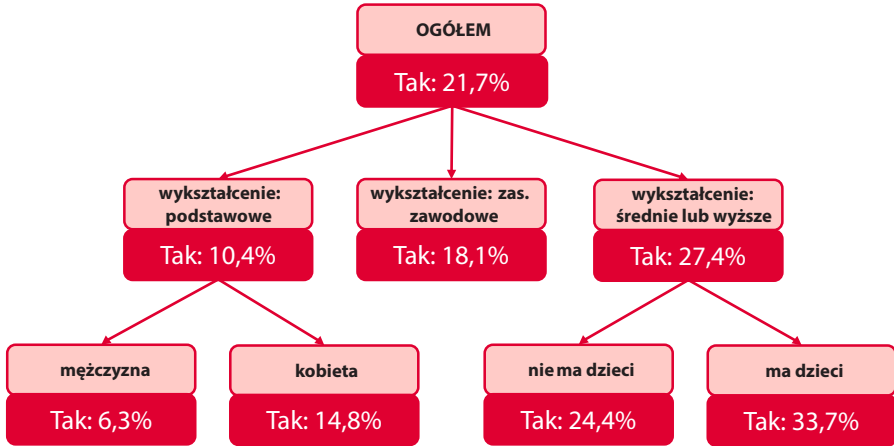 OGÓŁEM
Tak: 21,7%
wykształcenie:
podstawowe
Tak: 10,4%
wykształcenie: zas.
zawodowe
Tak: 18,1%
wykształcenie:
średnie lub wyższe
Tak: 27,4%
mężczyzna
Tak: 6,3%
kobieta
Tak: 14,8%
nie ma dzieci
Tak: 24,4%
ma dzieci
Tak: 33,7%